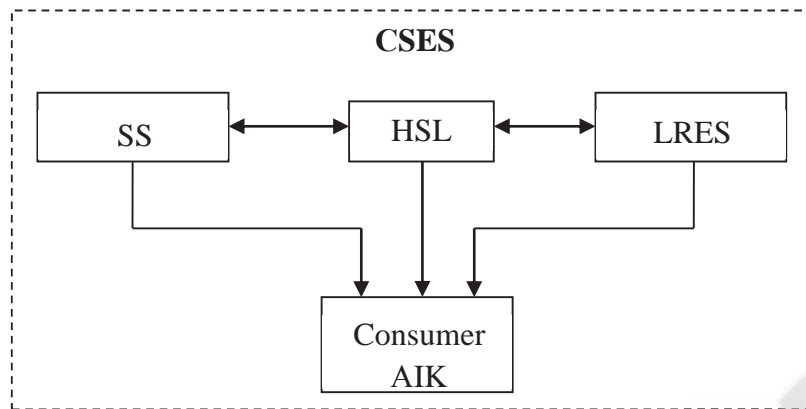 CSES
SS
HSL
LRES
Consumer
AIK